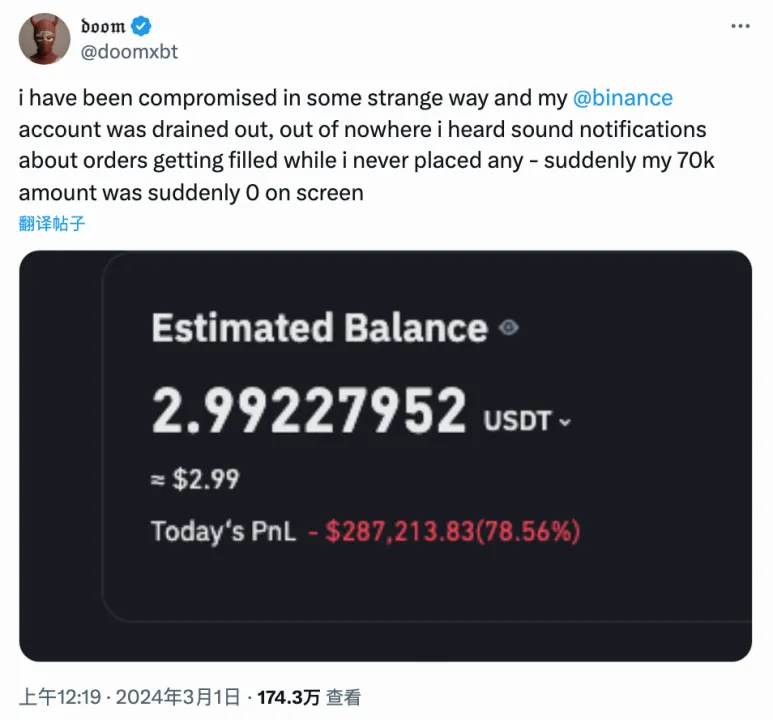 𝖉𝖔𝖔𝖒
@doomxbt
i have been compromised in some strange way and my @binance
account was drained out, out of nowhere i heard sound notifications
about orders getting filled while i never placed any - suddenly my 70k
amount was suddenly 0 on screen
翻译帖子
Estimated Balance
2.99227952 USDT
≈ $2.99
Today's PnL - $287,213.83(78.56%)
上午12:19 · 2024年3月1日 · 174.3万 查看